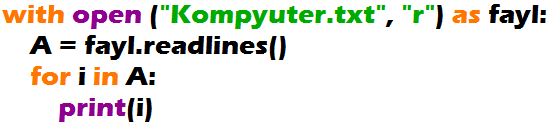 with open ("Kompyuter.txt", "r") as fayl:
A = fayl.readlines()
for i in A:
print(i)